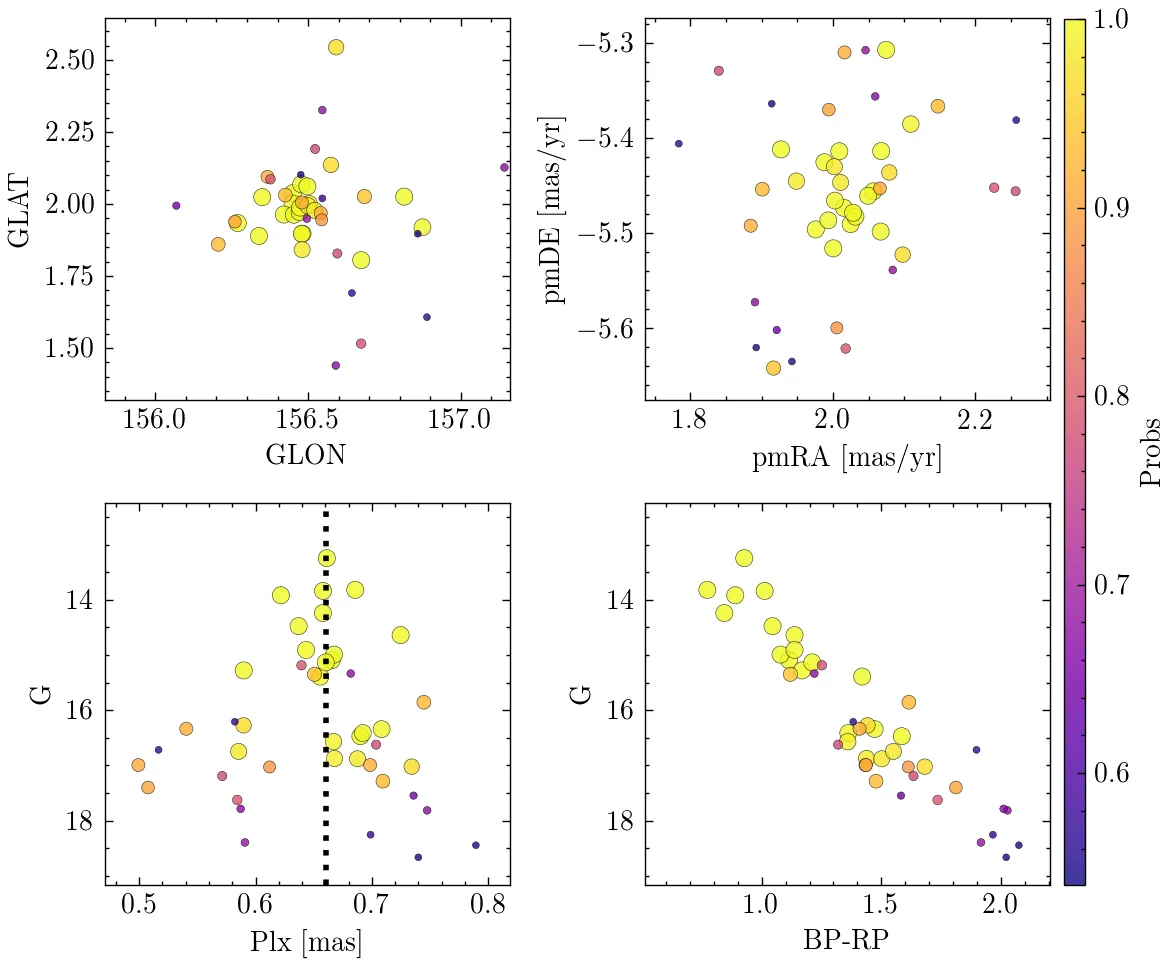 2.50
2.25
2.00
1.75
1.50
GLAT
156.0 156.5 157.0
GLON
−5.3
−5.4
−5.5
−5.6
pmDE [mas/yr]
1.8 2.0 2.2
pmRA [mas/yr]
1.0
0.9
0.8
0.7
0.6
Probs
14
16
18
G
0.5 0.6 0.7 0.8
Plx [mas]
14
16
18
G
1.0 1.5 2.0
BP-RP